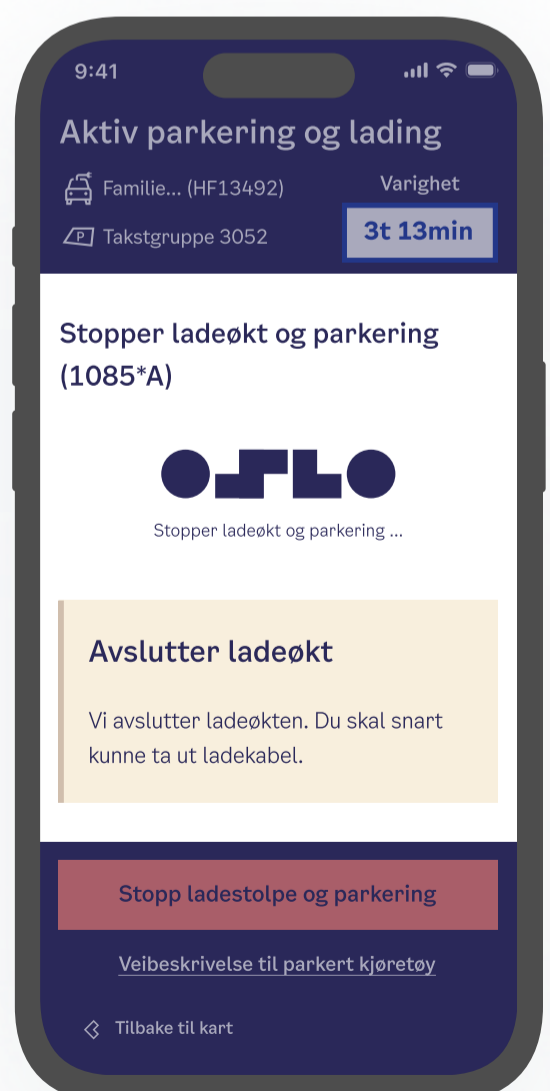 9:41
Aktiv parkering og lading
Familie... (HF13492)
Varighet
Takstgruppe 3052
3t 13min
Stopper ladeøkt og parkering
(1085*A)
OSLO
Stopper ladeøkt og parkering ...
Avslutter ladeøkt
Vi avslutter ladeøkten. Du skal snart
kunne ta ut ladekabel.
Stopp ladestolpe og parkering
Veibeskrivelse til parkert kjøretøy
Tilbake til kart